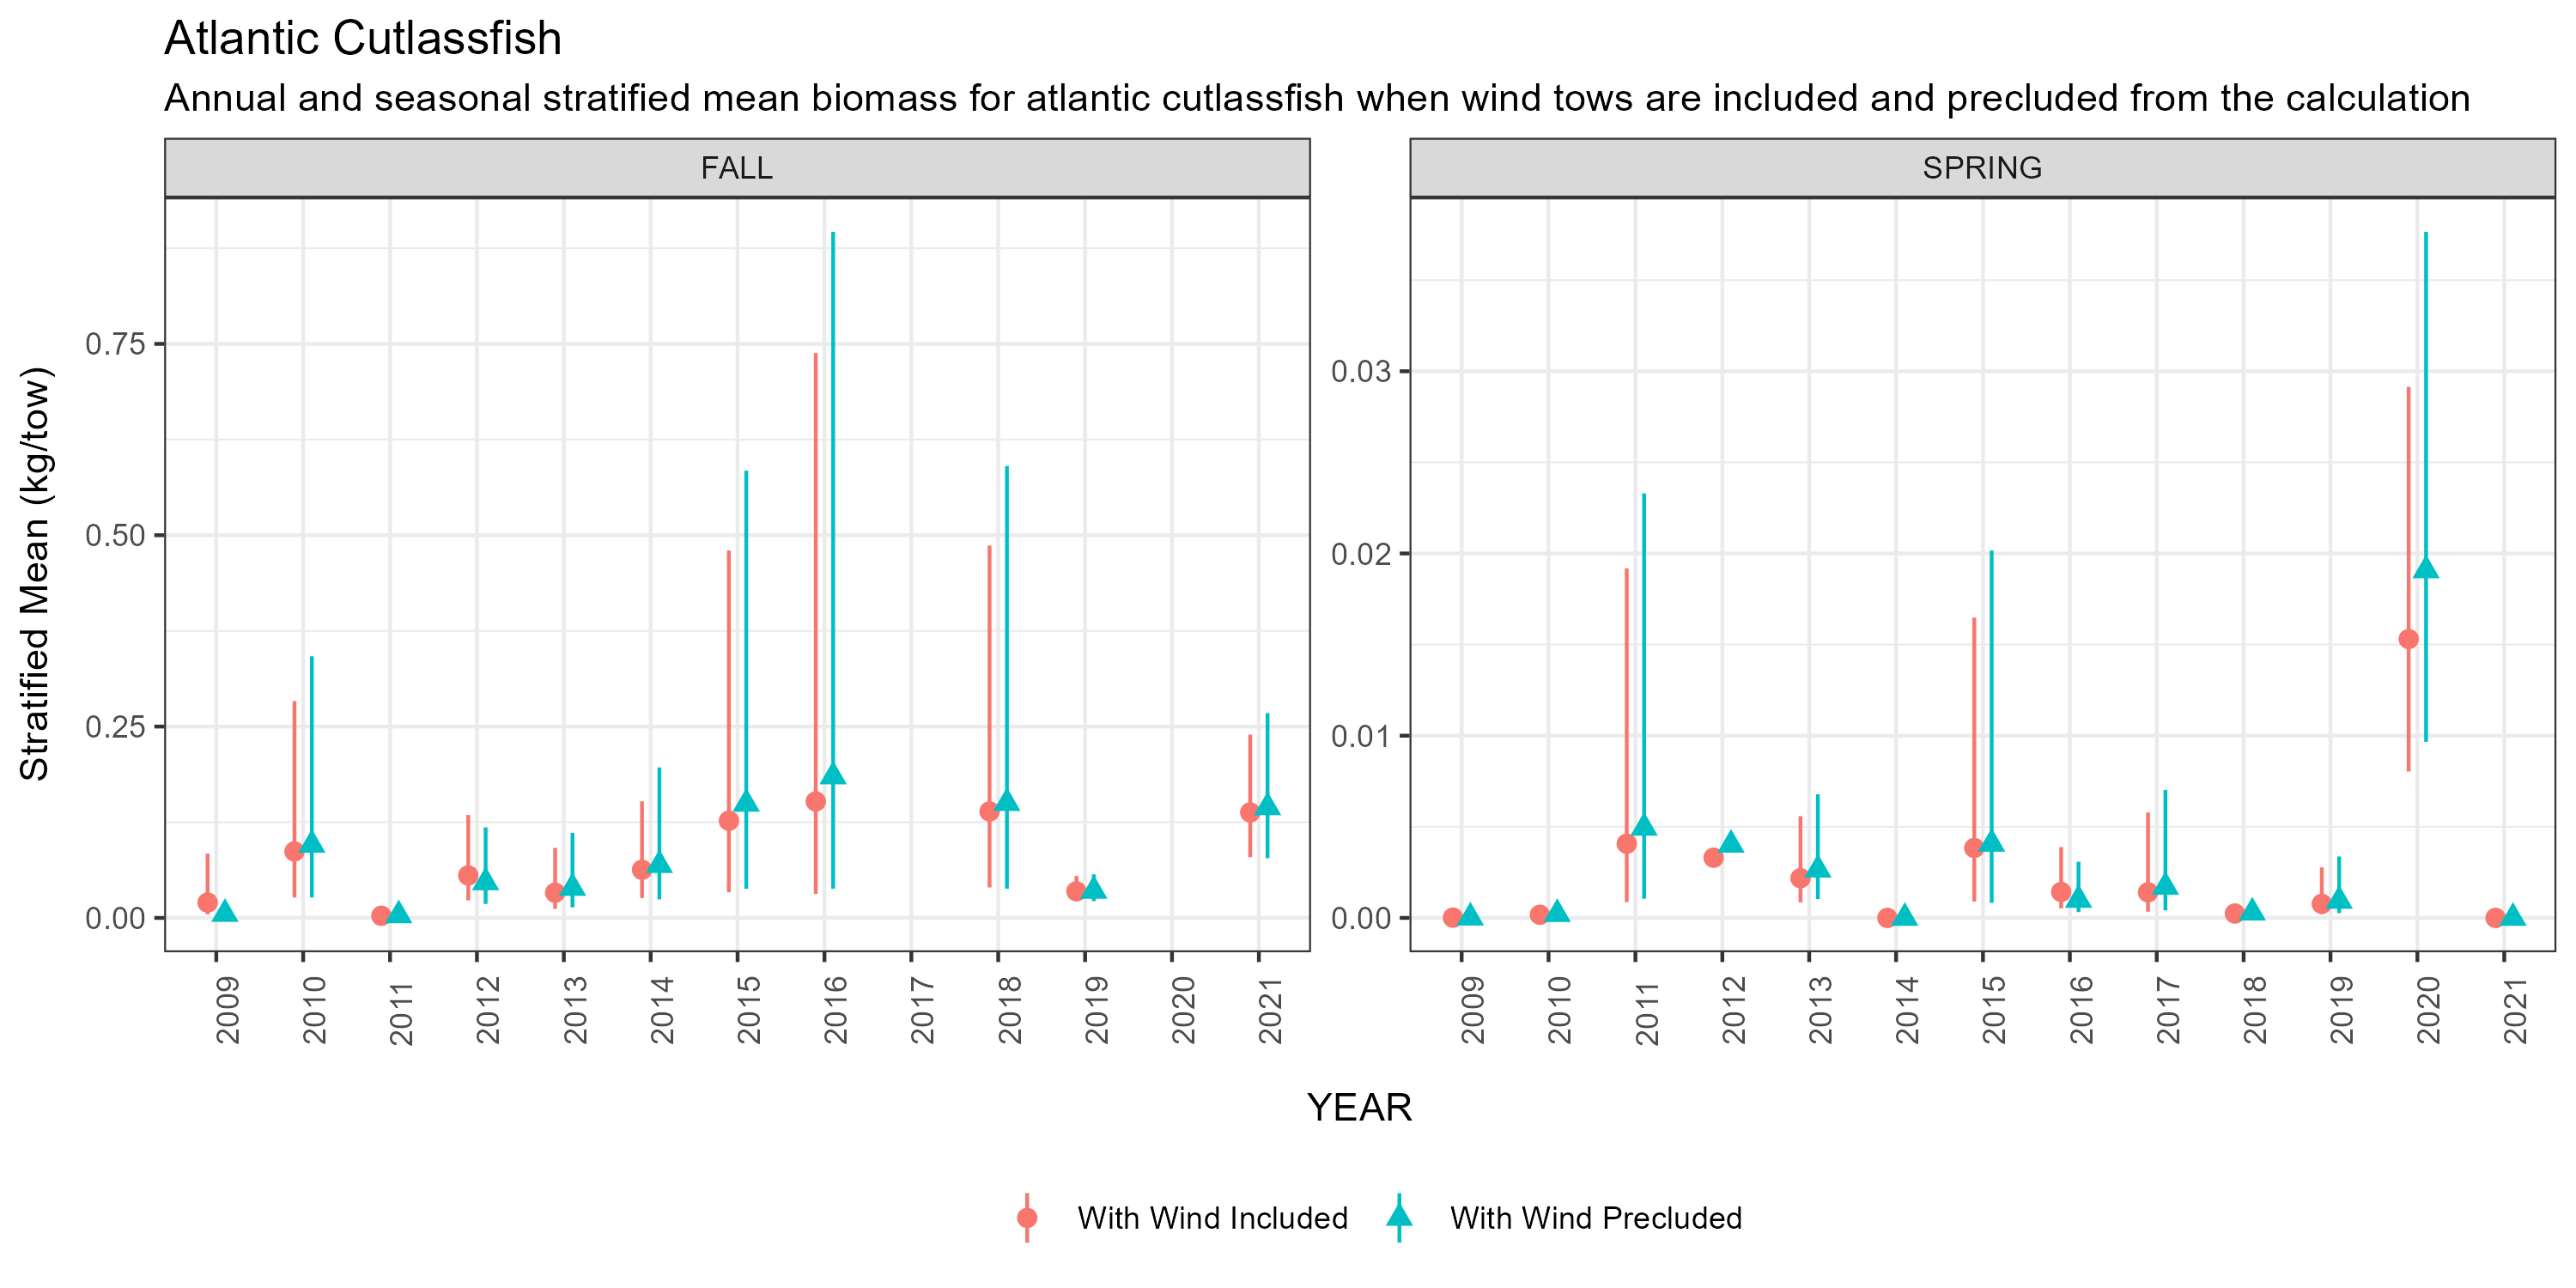 Atlantic Cutlassfish
Annual and seasonal stratified mean biomass for atlantic cutlassfish when wind tows are included and precluded from the calculation
FALL
SPRING
Stratified Mean (kg/tow)
0.75
0.50
0.25
0.00
0.03
0.02
0.01
0.00
2009 2010 2011 2012 2013 2014 2015 2016 2017 2018 2019 2020 2021
2009 2010 2011 2012 2013 2014 2015 2016 2017 2018 2019 2020 2021
YEAR
With Wind Included
With Wind Precluded